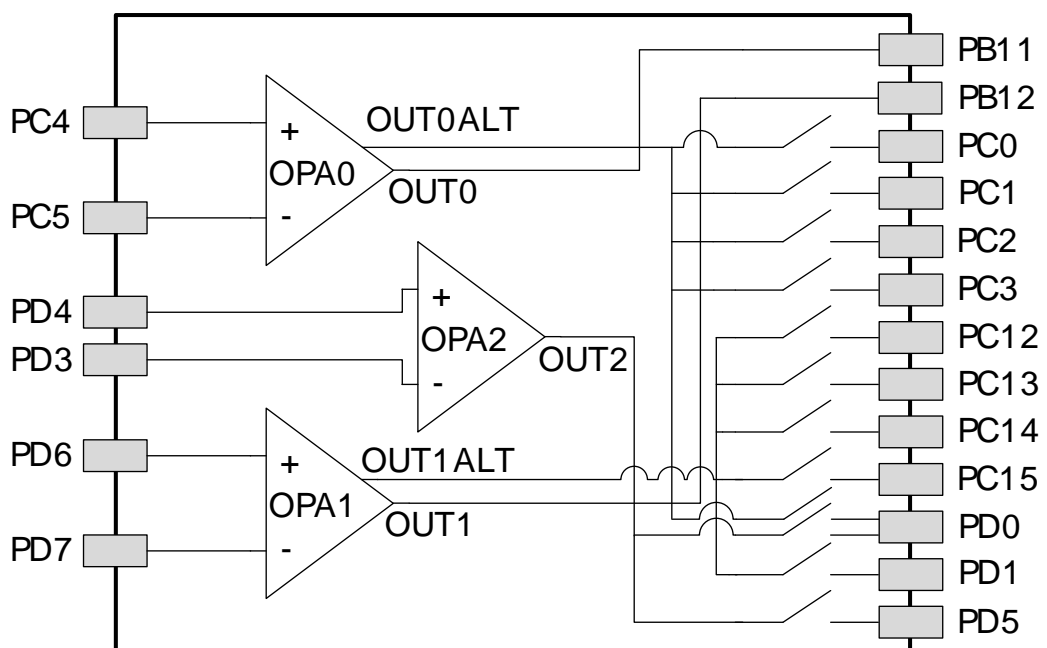 PB11
PB12
PC4
+
OUT0ALT
PC0
OPA0
OUT0
PC1
PC5
-
PC2
PC3
PD4
+
OPA2
OUT2
PC12
PD3
-
PC13
PC14
PD6
+
OUT1ALT
PC15
OPA1
OUT1
PD0
PD7
-
PD1
PD5